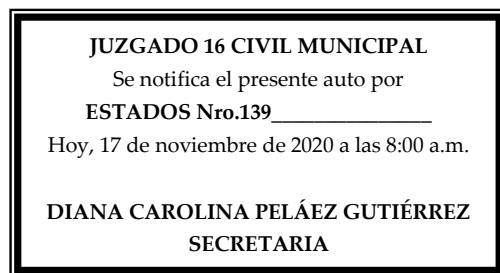 JUZGADO 16 CIVIL MUNICIPAL
Se notifica el presente auto por
ESTADOS Nro.139_______________
Hoy, 17 de noviembre de 2020 a las 8:00 a.m.
DIANA CAROLINA PELÁEZ GUTIÉRREZ
SECRETARIA